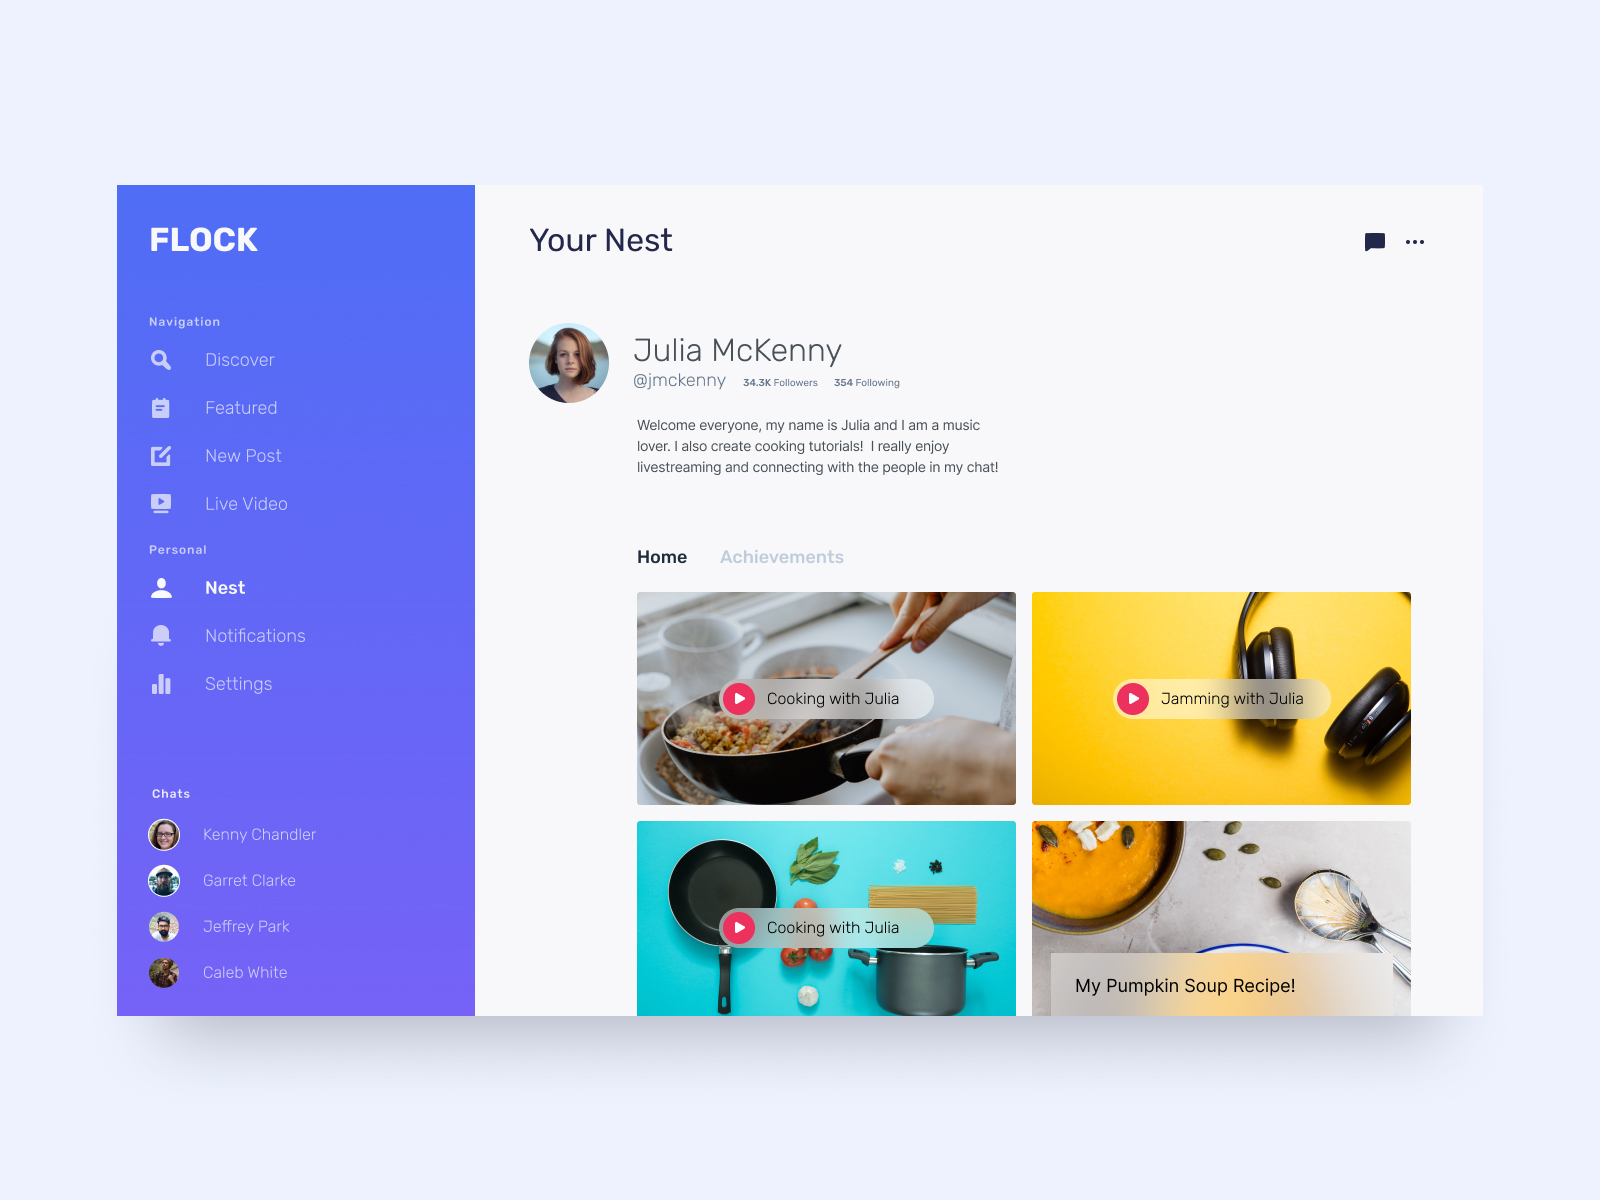 FLOCK
Navigation
Discover
Featured
New Post
Live Video
Personal
Nest
Notifications
Settings
Chats
Kenny Chandler
Garret Clarke
Jeffrey Park
Caleb White
Your Nest
Julia McKenny
@jmckenny 34.3K Followers 354 Following
Welcome everyone, my name is Julia and I am a music
lover. I also create cooking tutorials!  I really enjoy
livestreaming and connecting with the people in my chat!
Home Achievements
Cooking with Julia
Jamming with Julia
Cooking with Julia
My Pumpkin Soup Recipe!